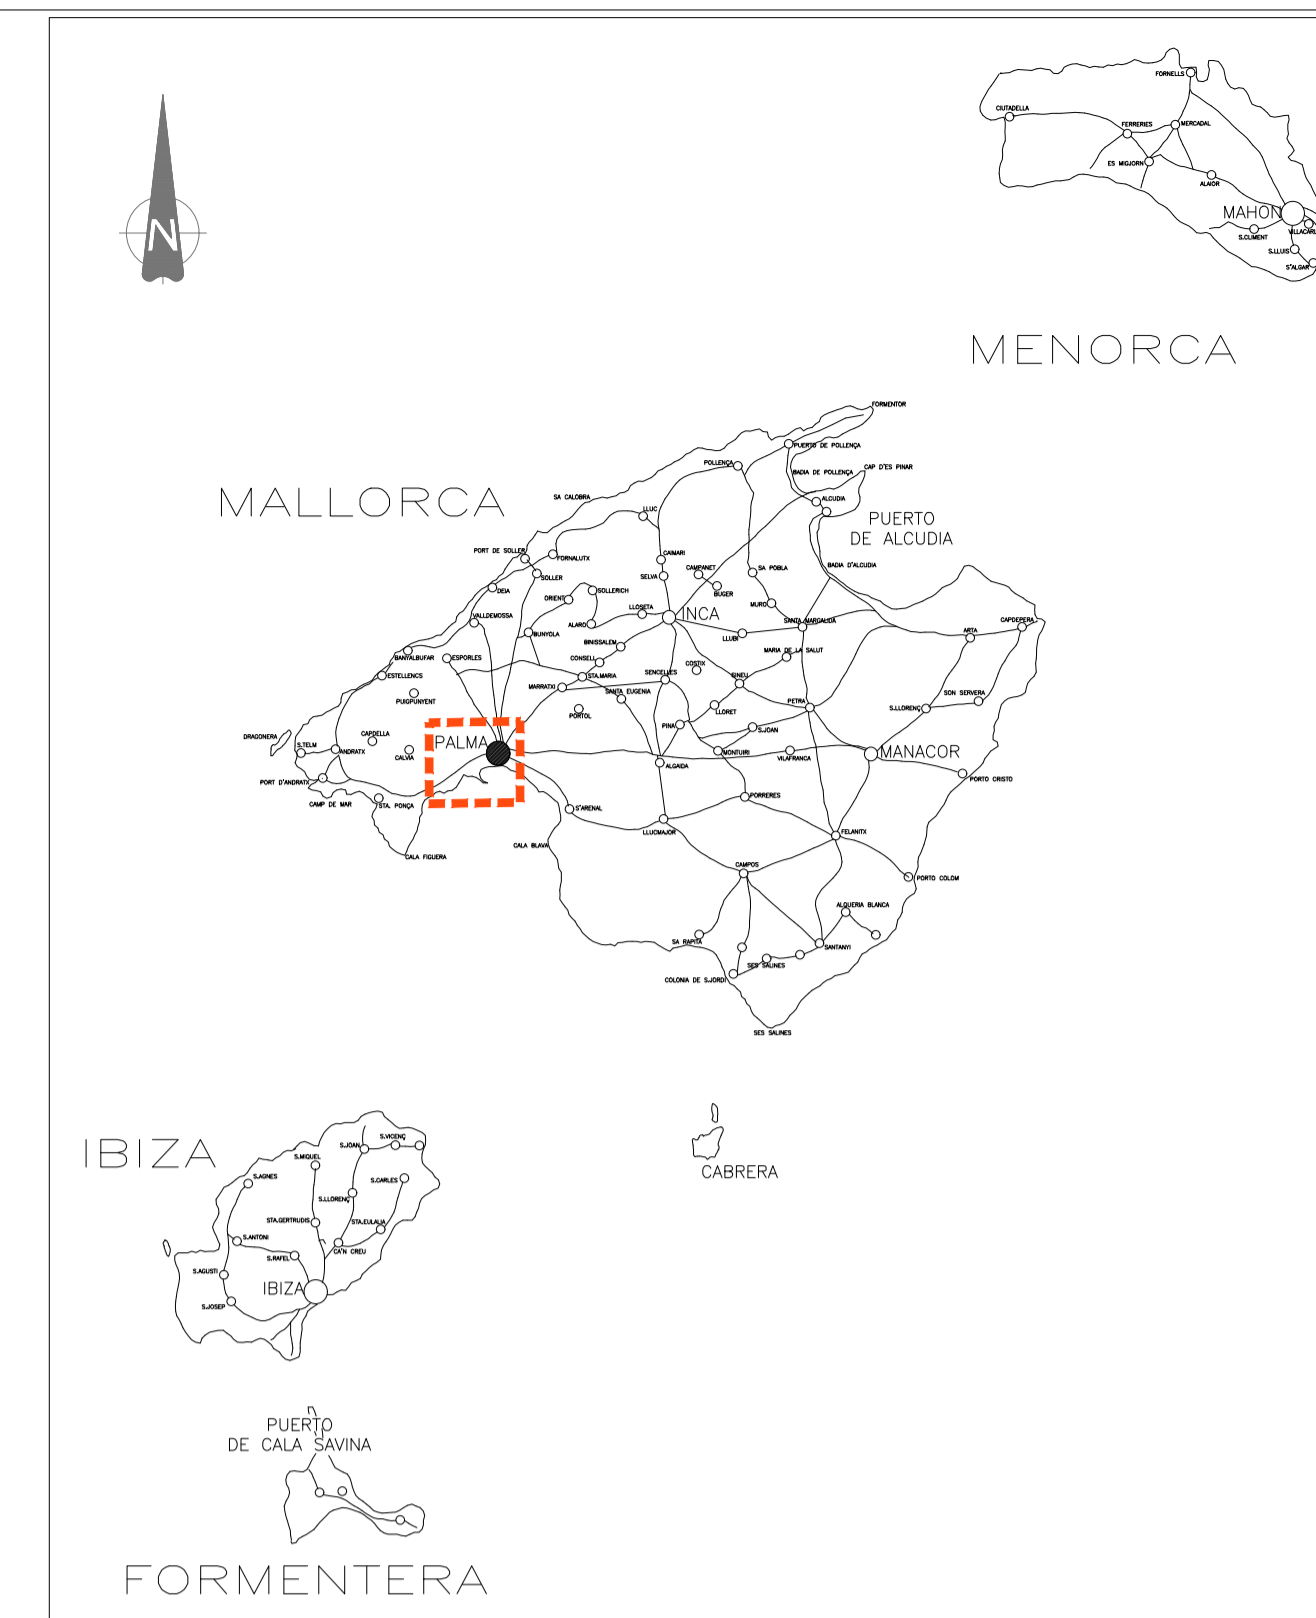 N
FORNELLS
CIUTADELLA
FERRERIES
MERCADAL
ES MIGJORN
ALAIOR
MAHON
S.CLIMENT
S.LLUIS
S'ALGAR
MENORCA
FORMENTOR
PUERTO DE POLLENÇA
POLLENÇA
BADIA DE POLLENÇA
CAP D'ES PINAR
MALLORCA
SA CALOBRA
LLUC
ALCUDIA
PUERTO
DE ALCUDIA
PORT DE SOLLER
FORNALUTX
CAIMARI
CAMPANET
SA POBLA
BADIA D'ALCUDIA
SOLLER
SELVA
DEIA
ORIENT
SOLLERICH
BUGER
MURO
VALLDEMOSSA
LLOSETA
INCA
ALARO
SANTA MARGALIDA
CAPDEPERA
BUNYOLA
LLUBI
ARTA
BINISSALEM
MARIA DE LA SALUT
BANYALBUFAR
ESPORLES
CONSELL
COSTIX
ESTELLENCS
STA.MARIA
SENCELLES
SINEU
MARRATXI
SANTA EUGENIA
SON SERVERA
PUIGPUNYENT
PETRA
S.LLORENÇ
PORTOL
LLORET
PINA
S.JOAN
DRAGONERA
CAPDELLA
PALMA
S.TELM
ANDRATX
CALVIA
MONTUIRI
VILAFRANCA
MANACOR
ALGAIDA
PORT D'ANDRATX
PORTO CRISTO
CAMP DE MAR
STA. PONÇA
S'ARENAL
PORRERES
LLUCMAJOR
FELANITX
CALA BLAVA
CALA FIGUERA
CAMPOS
PORTO COLOM
ALQUERIA BLANCA
SA RAPITA
SANTANYI
SES SALINES
COLONIA DE S.JORDI
SES SALINES
IBIZA
CABRERA
S.VICENÇ
S.JOAN
S.MIQUEL
S.AGNES
S.CARLES
S.LLORENÇ
STA.GERTRUDIS
STA.EULALIA
S.ANTONI
CA'N CREU
S.RAFEL
S.AGUSTI
IBIZA
S.JOSEP
PUERTO
DE CALA SAVINA
FORMENTERA